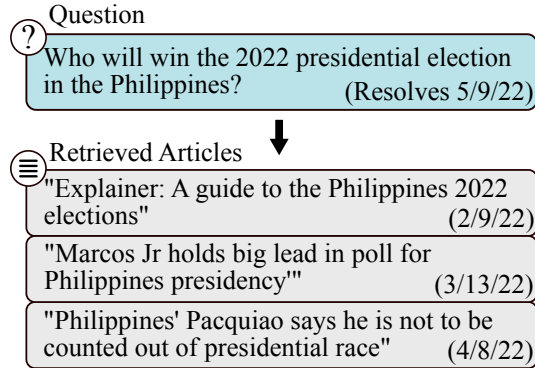 Question
?
Who will win the 2022 presidential election
in the Philippines?
(Resolves 5/9/22)
Retrieved Articles
"Explainer: A guide to the Philippines 2022
elections"
(2/9/22)
"Marcos Jr holds big lead in poll for
Philippines presidency'"
(3/13/22)
"Philippines' Pacquiao says he is not to be
counted out of presidential race"
(4/8/22)